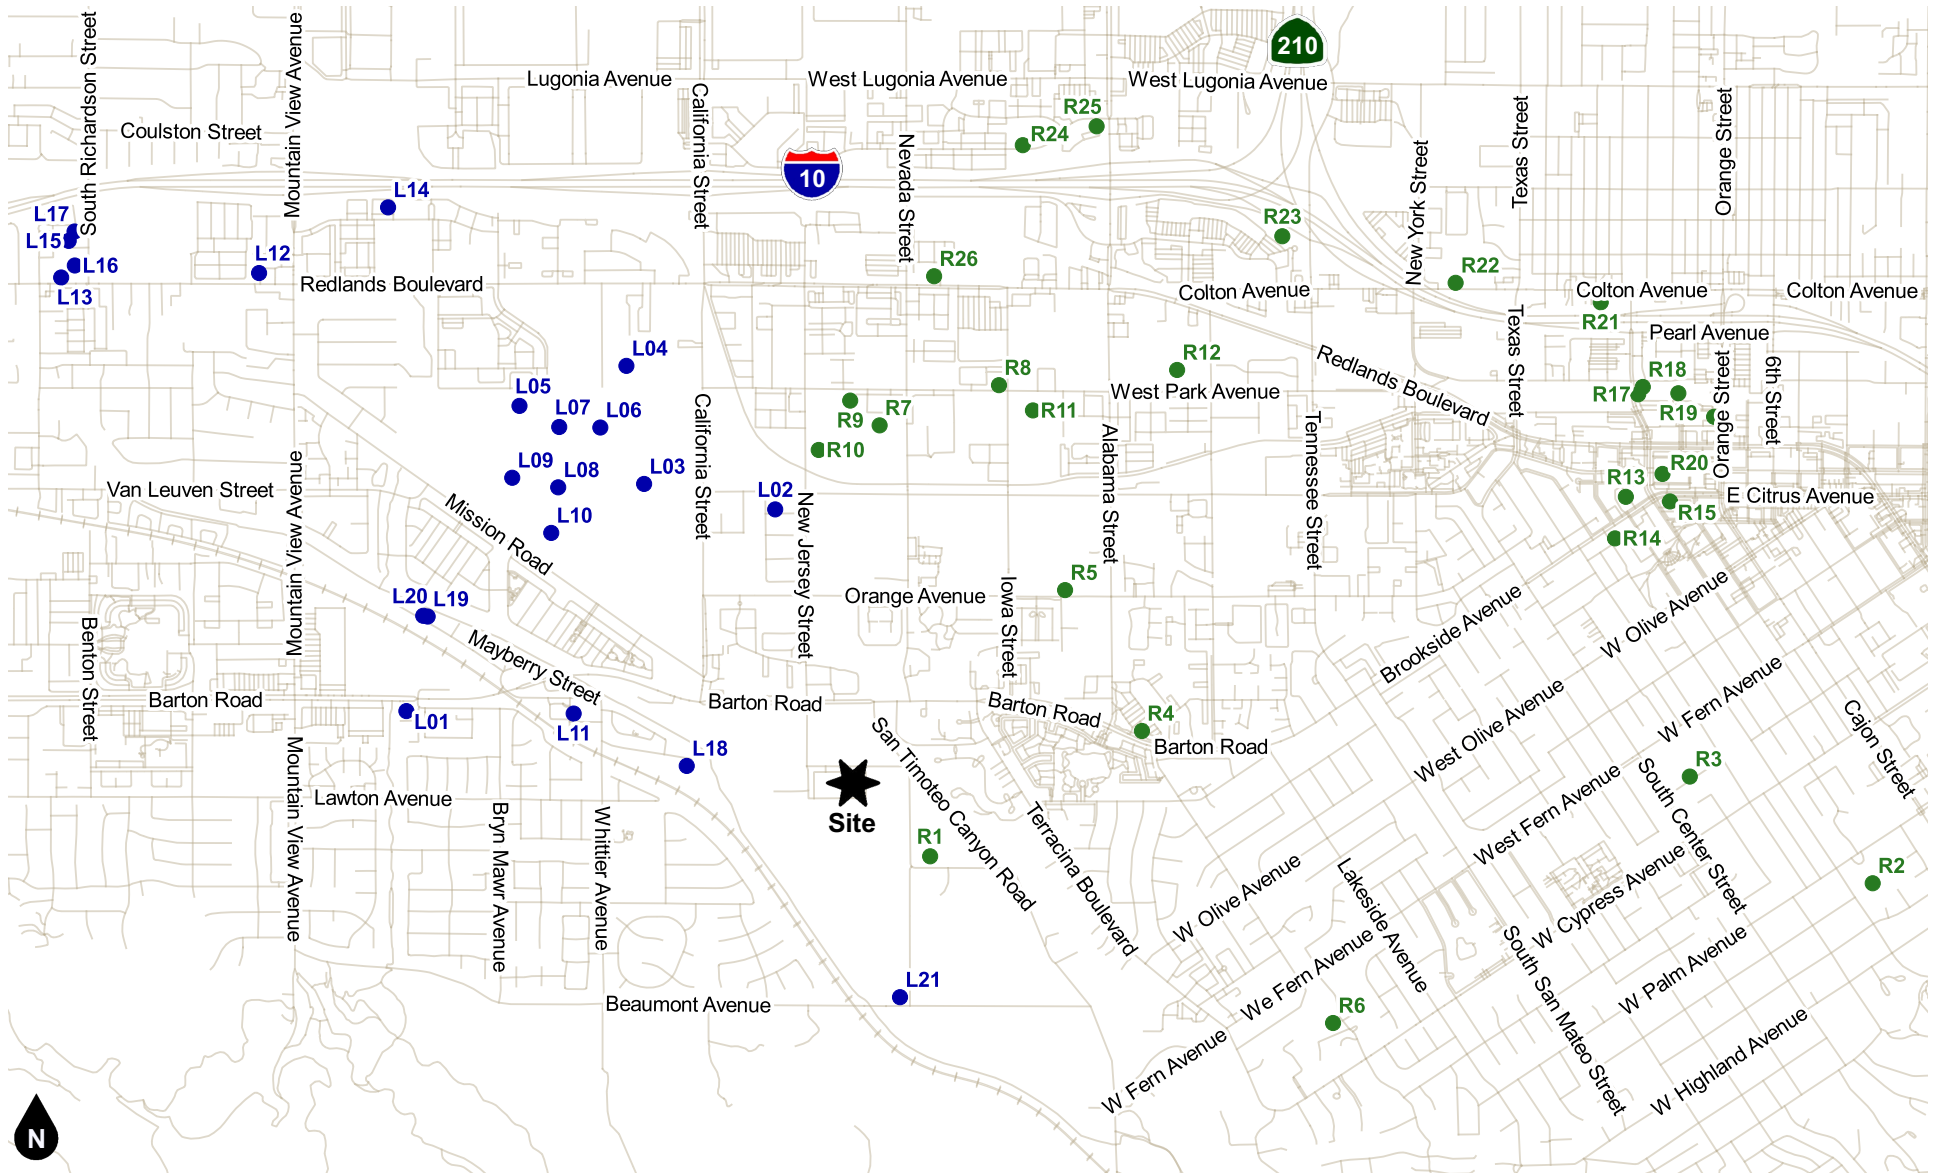 210
Lugonia Avenue
West Lugonia Avenue
West Lugonia Avenue
South Richardson Street
Mountain View Avenue
Coulston Street
California Street
Nevada Street
R25
R24
10
New York Street
Texas Street
Orange Street
L14
L17
L15
L16
L13
L12
R23
R26
R22
Redlands Boulevard
Colton Avenue
Colton Avenue
Colton Avenue
R21
Pearl Avenue
Texas Street
L04
R12
R8
Redlands Boulevard
Orange Street
6th Street
R18
R17
R19
L05
L07
L06
California Street
R9
R7
R11
West Park Avenue
R10
Alabama Street
Tennessee Street
L09
L08
L03
L02
R20
R13
R15
R14
E Citrus Avenue
Van Leuven Street
Mountain View Avenue
Mission Road
L10
New Jersey Street
R5
Orange Avenue
Iowa Street
L20
L19
Benton Street
Mayberry Street
Brookside Avenue
W Olive Avenue
Barton Road
L01
L11
Barton Road
Barton Road
R4
Barton Road
West Olive Avenue
W Fern Avenue
Cajon Street
L18
San Timoteo Canyon Road
R3
South Center Street
Mountain View Avenue
Lawton Avenue
Bryn Mawr Avenue
Whittier Avenue
Site
R1
Terracina Boulevard
West Fern Avenue
W Olive Avenue
Lakeside Avenue
W Cypress Avenue
R2
We Fern Avenue
South San Mateo Street
W Palm Avenue
L21
Beaumont Avenue
R6
W Fern Avenue
W Highland Avenue
N